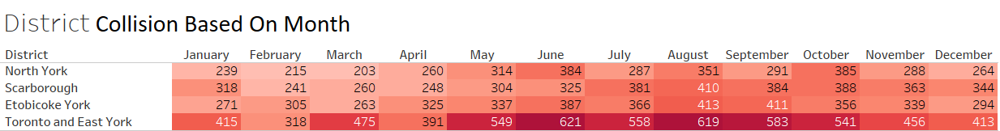 District Collision Based On Month
District January February March April May June July August September October November December
North York 239 215 203 260 314 384 287 351 291 385 288 264
Scarborough 318 241 260 248 304 325 381 410 384 388 363 344
Etobicoke York 271 305 263 325 337 387 366 413 411 356 339 294
Toronto and East York 415 318 475 391 549 621 558 619 583 541 456 413